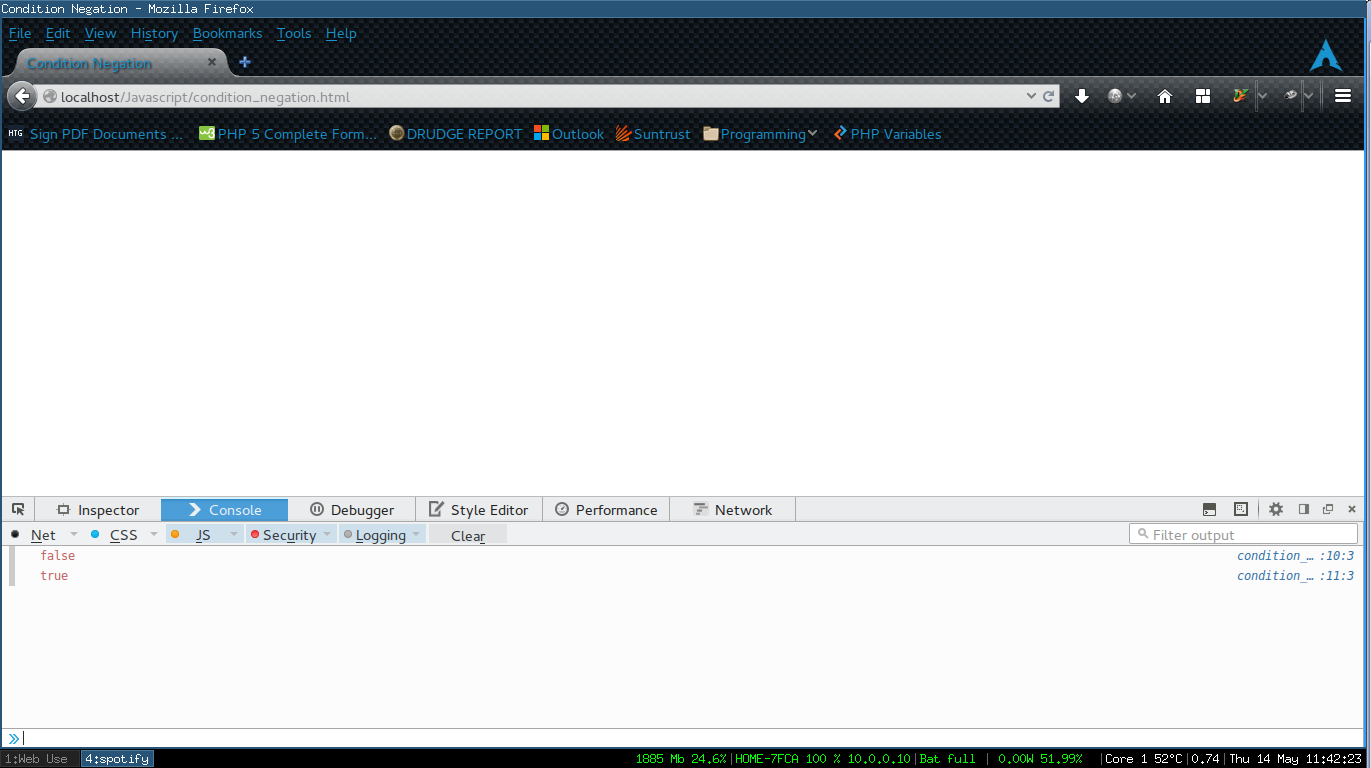 Condition Negation - Mozilla Firefox
File Edit View History Bookmarks Tools Help
Condition Negation
localhost/Javascript/condition_negation.html
HTG Sign PDF Documents ... PHP 5 Complete Form... DRUDGE REPORT Outlook Suntrust Programming PHP Variables
Inspector Console Debugger Style Editor Performance Network
Net CSS JS Security Logging Clear Filter output
false condition_… :10:3
true condition_… :11:3
1:Web Use 4:spotify 1885 Mb 24.6%|HOME-7FCA 100 % 10.0.0.10|Bat full | 0.00W 51.99% |Core 1 52°C|0.74|Thu 14 May 11:42:23